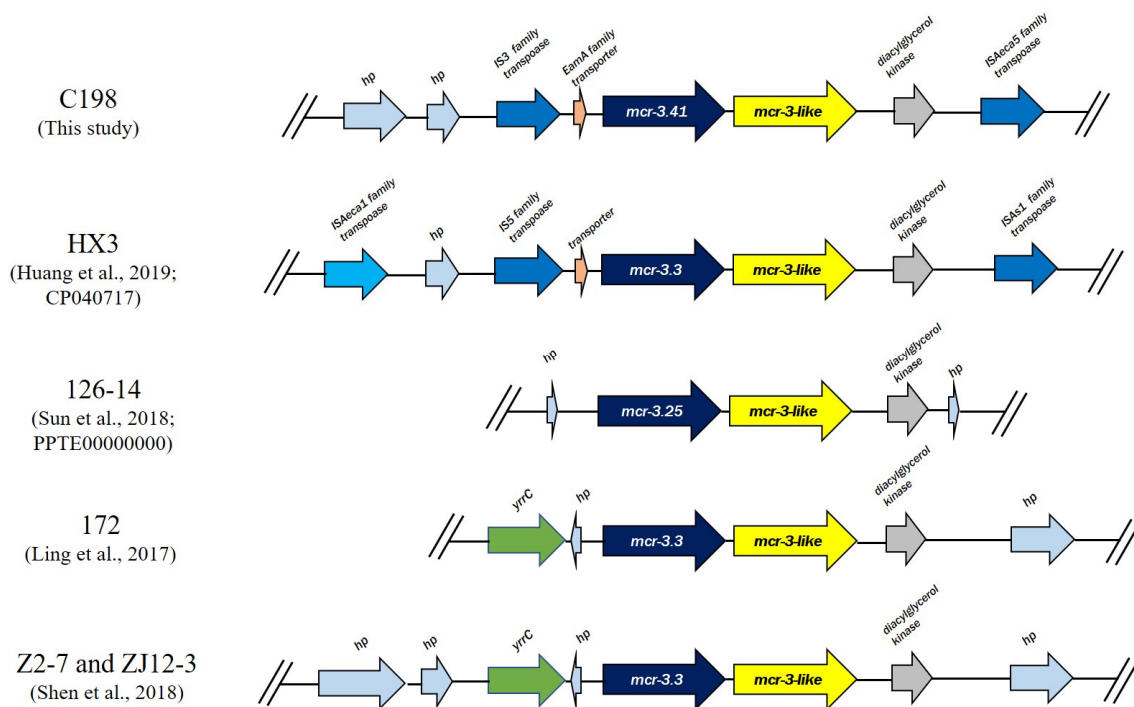 IS3 family
transpoase
EamA family
transporter
diacylglycerol
kinase
ISAeca5 family
transpoase
hp
hp
C198
(This study)
mcr-3.41
mcr-3-like
ISAeca1 family
transpoase
hp
IS5 family
transpoase
transporter
diacylglycerol
kinase
ISAs1 family
transpoase
HX3
(Huang et al., 2019;
CP040717)
mcr-3.3
mcr-3-like
hp
diacylglycerol
kinase
hp
126-14
(Sun et al., 2018;
PPTE00000000)
mcr-3.25
mcr-3-like
yrrC
hp
diacylglycerol
kinase
hp
172
(Ling et al., 2017)
mcr-3.3
mcr-3-like
hp
hp
yrrC
hp
diacylglycerol
kinase
hp
Z2-7 and ZJ12-3
(Shen et al., 2018)
mcr-3.3
mcr-3-like